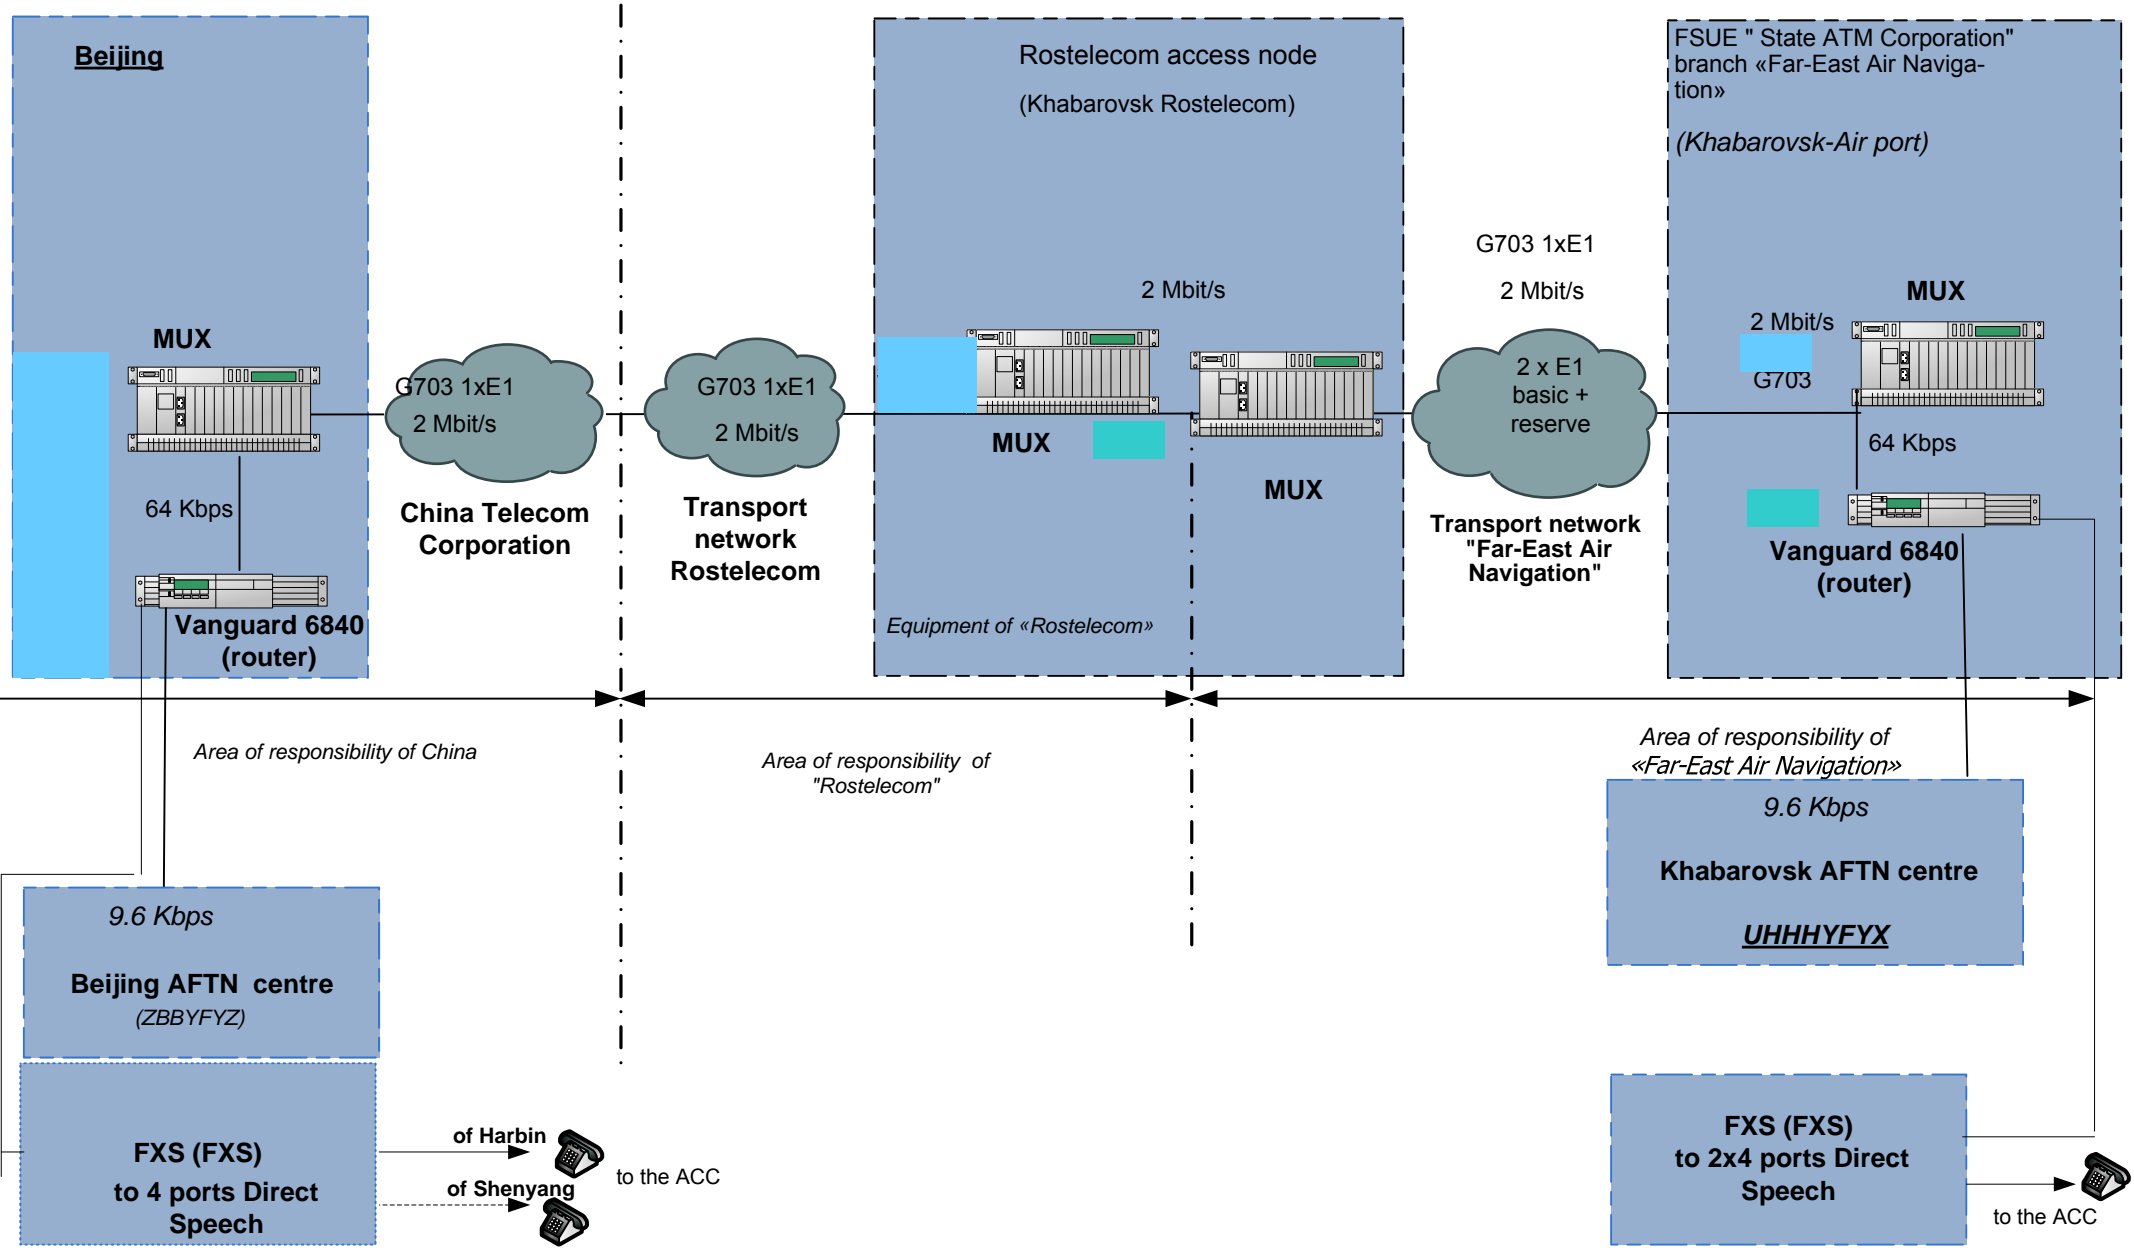 Beijing
MUX
64 Kbps
Vanguard 6840
(router)
G703 1xE1
2 Mbit/s
China Telecom
Corporation
G703 1xE1
2 Mbit/s
Transport
network
Rostelecom
Rostelecom access node
(Khabarovsk Rostelecom)
2 Mbit/s
MUX
MUX
Equipment of «Rostelecom»
G703 1xE1
2 Mbit/s
2 x E1
basic +
reserve
Transport network
"Far-East Air
Navigation"
FSUE " State ATM Corporation"
branch «Far-East Air Naviga-
tion»
(Khabarovsk-Air port)
MUX
2 Mbit/s
G703
64 Kbps
Vanguard 6840
(router)
Area of responsibility of China
Area of responsibility of
"Rostelecom"
Area of responsibility of
«Far-East Air Navigation»
9.6 Kbps
Beijing AFTN centre
(ZBBYFYZ)
9.6 Kbps
Khabarovsk AFTN centre
UHHHYFYX
FXS (FXS)
to 4 ports Direct
Speech
of Harbin
of Shenyang
to the ACC
FXS (FXS)
to 2x4 ports Direct
Speech
to the ACC